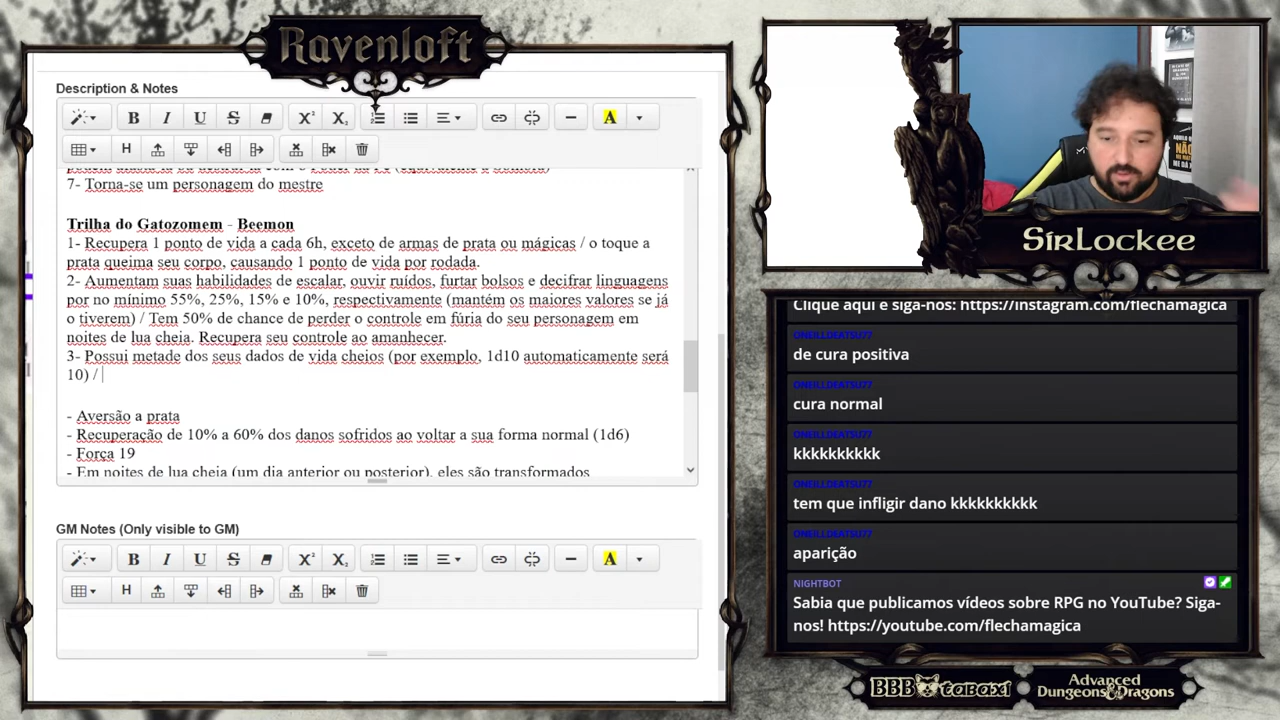 Ravenloft
Description & Notes
7- Torna-se um personagem do mestre
Trilha do Gatozomem - Beemon
1- Recupera 1 ponto de vida a cada 6h, exceto de armas de prata ou mágicas / o toque a
prata queima seu corpo, causando 1 ponto de vida por rodada.
2- Aumentam suas habilidades de escalar, ouvir ruídos, furtar bolsos e decifrar linguagens
por no mínimo 55%, 25%, 15% e 10%, respectivamente (mantém os maiores valores se já
o tiverem) / Tem 50% de chance de perder o controle em fúria do seu personagem em
noites de lua cheia. Recupera seu controle ao amanhecer.
3- Possui metade dos seus dados de vida cheios (por exemplo, 1d10 automaticamente será
10) /
- Aversão a prata
- Recuperação de 10% a 60% dos danos sofridos ao voltar a sua forma normal (1d6)
- Força 19
- Em noites de lua cheia (um dia anterior ou posterior), eles são transformados
GM Notes (Only visible to GM)
SirLockee
Clique aqui e siga-nos: https://instagram.com/flechamagica
ONEILLDEATSU77
de cura positiva
ONEILLDEATSU77
cura normal
ONEILLDEATSU77
kkkkkkkkkk
ONEILLDEATSU77
tem que infligir dano kkkkkkkkkk
ONEILLDEATSU77
aparição
NIGHTBOT
Sabia que publicamos vídeos sobre RPG no YouTube? Siga-
nos! https://youtube.com/flechamagica
BBB tabaxi
Advanced
Dungeons & Dragons